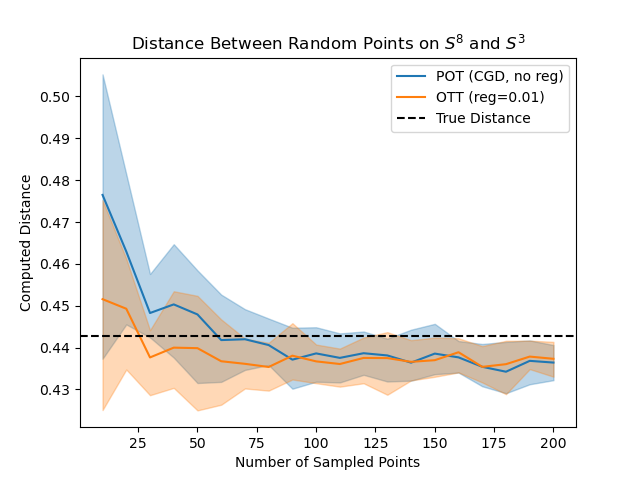 Distance Between Random Points on $S^8$ and $S^3$
POT (CGD, no reg)
OTT (reg=0.01)
True Distance
Computed Distance
0.50
0.49
0.48
0.47
0.46
0.45
0.44
0.43
25 50 75 100 125 150 175 200
Number of Sampled Points